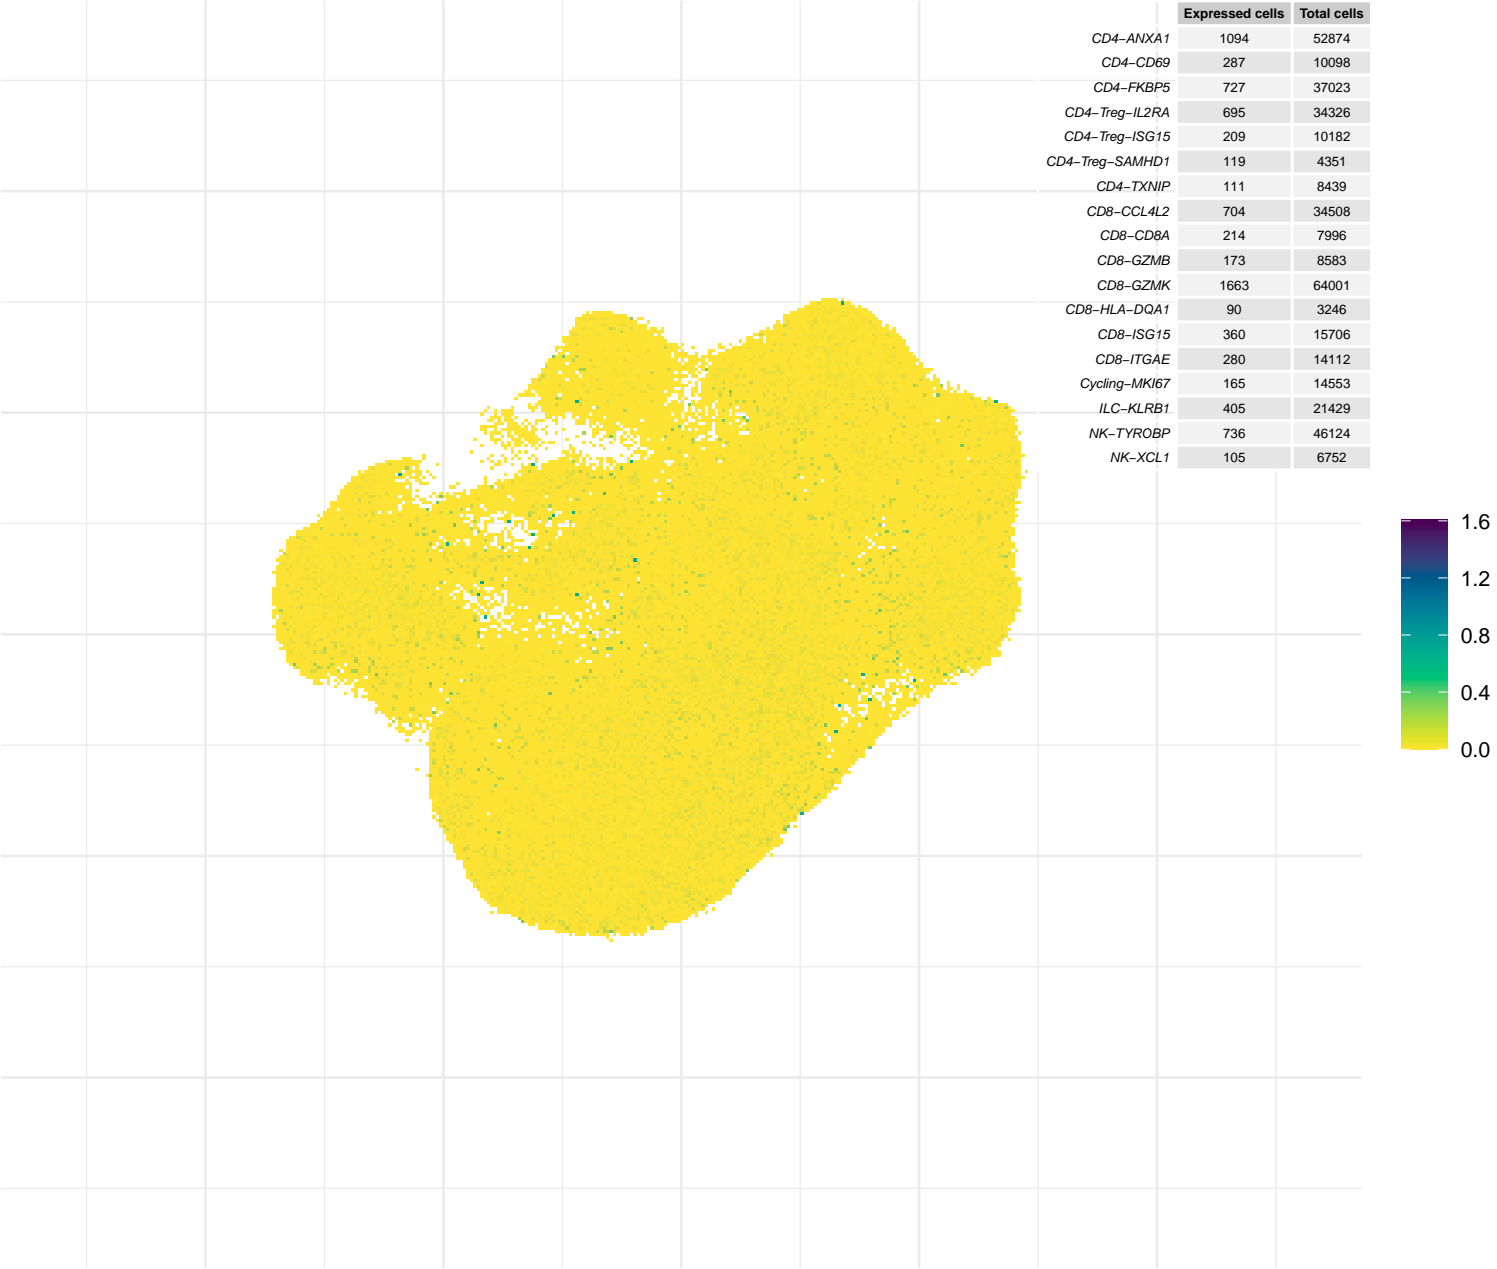 Expressed cells Total cells
CD4−ANXA1 1094 52874
CD4−CD69 287 10098
CD4−FKBP5 727 37023
CD4−Treg−IL2RA 695 34326
CD4−Treg−ISG15 209 10182
CD4−Treg−SAMHD1 119 4351
CD4−TXNIP 111 8439
CD8−CCL4L2 704 34508
CD8−CD8A 214 7996
CD8−GZMB 173 8583
CD8−GZMK 1663 64001
CD8−HLA−DQA1 90 3246
CD8−ISG15 360 15706
CD8−ITGAE 280 14112
Cycling−MKI67 165 14553
ILC−KLRB1 405 21429
NK−TYROBP 736 46124
NK−XCL1 105 6752
1.6
1.2
0.8
0.4
0.0